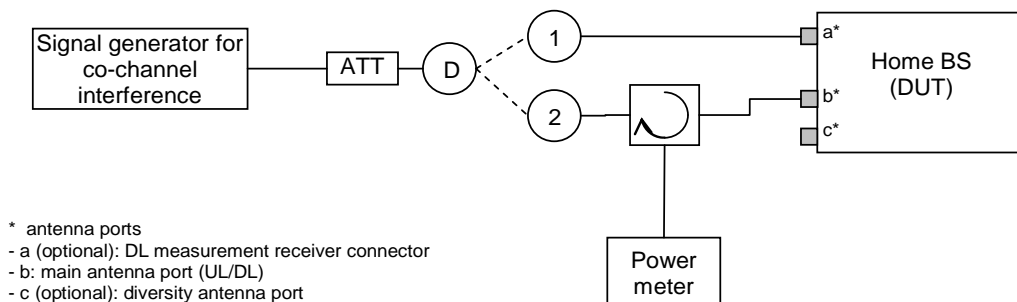 Signal generator for
co-channel
interference
ATT
D
1
2
a*
b*
c*
Home BS
(DUT)
Power
meter
* antenna ports
- a (optional): DL measurement receiver connector
- b: main antenna port (UL/DL)
- c (optional): diversity antenna port